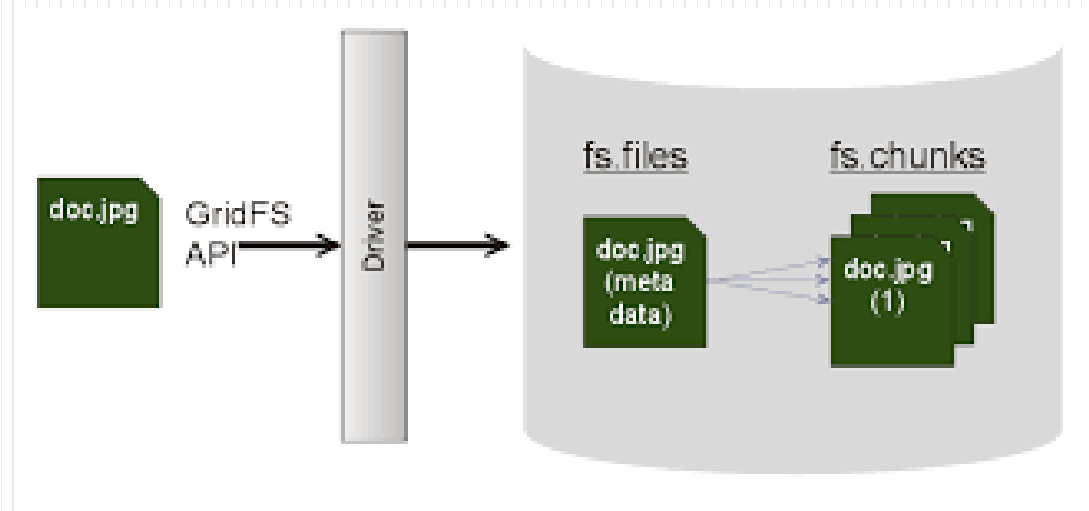 doc.jpg
GridFS
API
Driver
fs.files
fs.chunks
doc.jpg
(meta
data)
doc.jpg
(1)